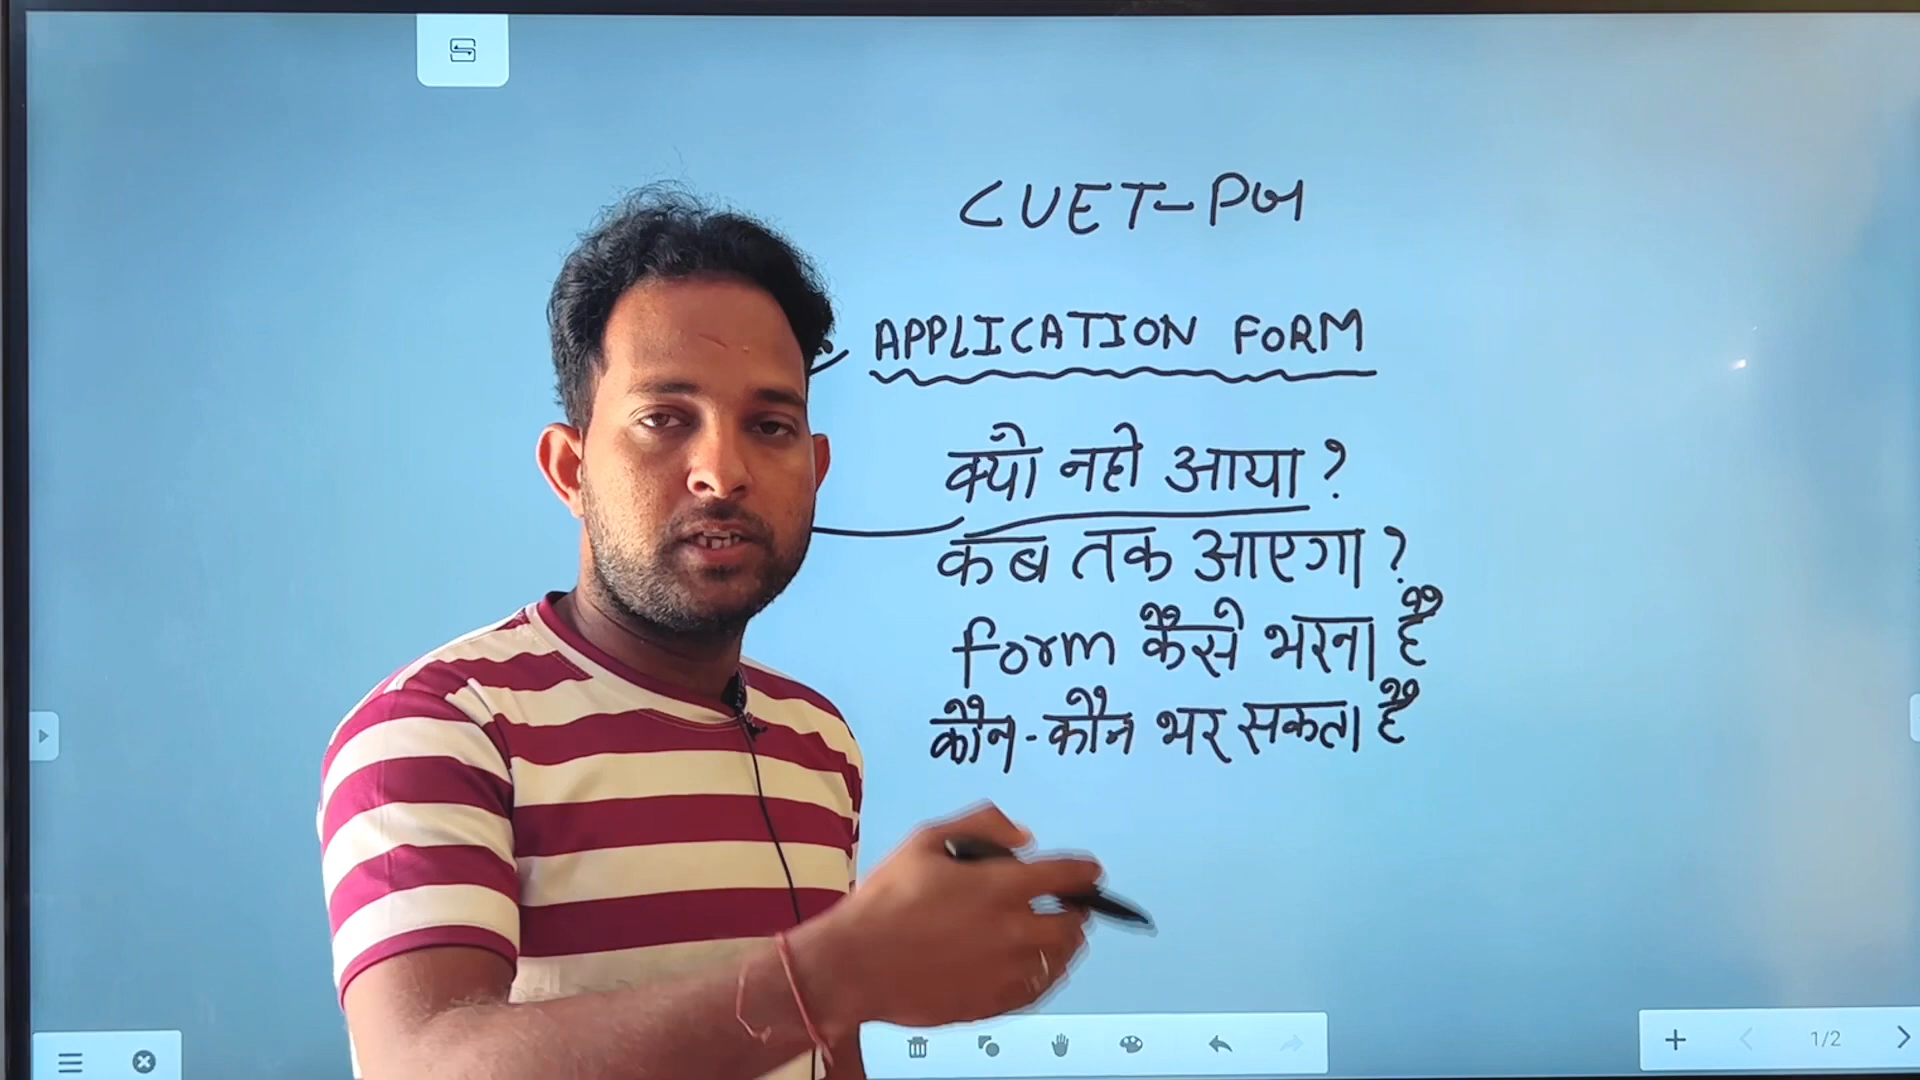 CUET-PG
APPLICATION FORM
क्यों नही आया ?
कब तक आएगा ?
form कैसे भरना है
कौन-कौन भर सकता है
1/2